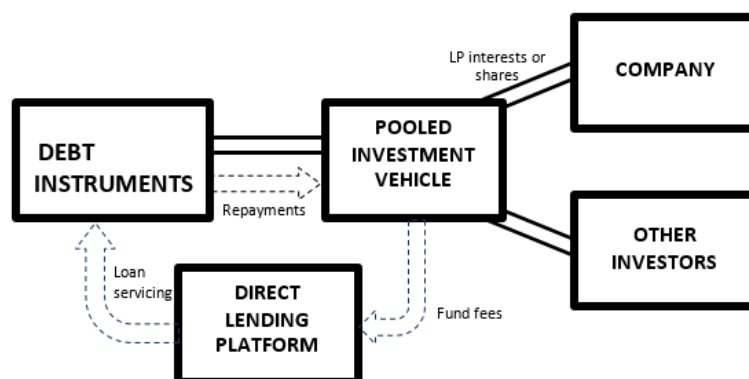 LP interests or
shares
COMPANY
POOLED
INVESTMENT
VEHICLE
DEBT
INSTRUMENTS
Repayments
OTHER
INVESTORS
Loan
servicing
DIRECT
LENDING
PLATFORM
Fund fees